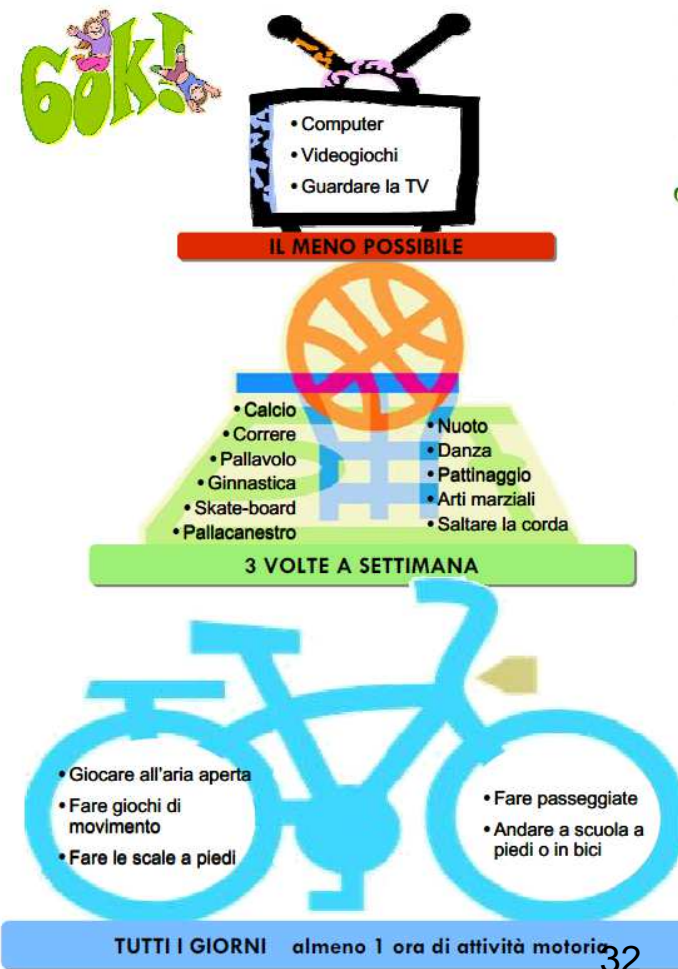 6OK!
• Computer
• Videogiochi
• Guardare la TV
IL MENO POSSIBILE
• Calcio
• Correre
• Pallavolo
• Ginnastica
• Skate-board
• Pallacanestro
• Nuoto
• Danza
• Pattinaggio
• Arti marziali
• Saltare la corda
3 VOLTE A SETTIMANA
• Giocare all'aria aperta
• Fare giochi di
movimento
• Fare le scale a piedi
• Fare passeggiate
• Andare a scuola a
piedi o in bici
TUTTI I GIORNI almeno 1 ora di attività motoria
32